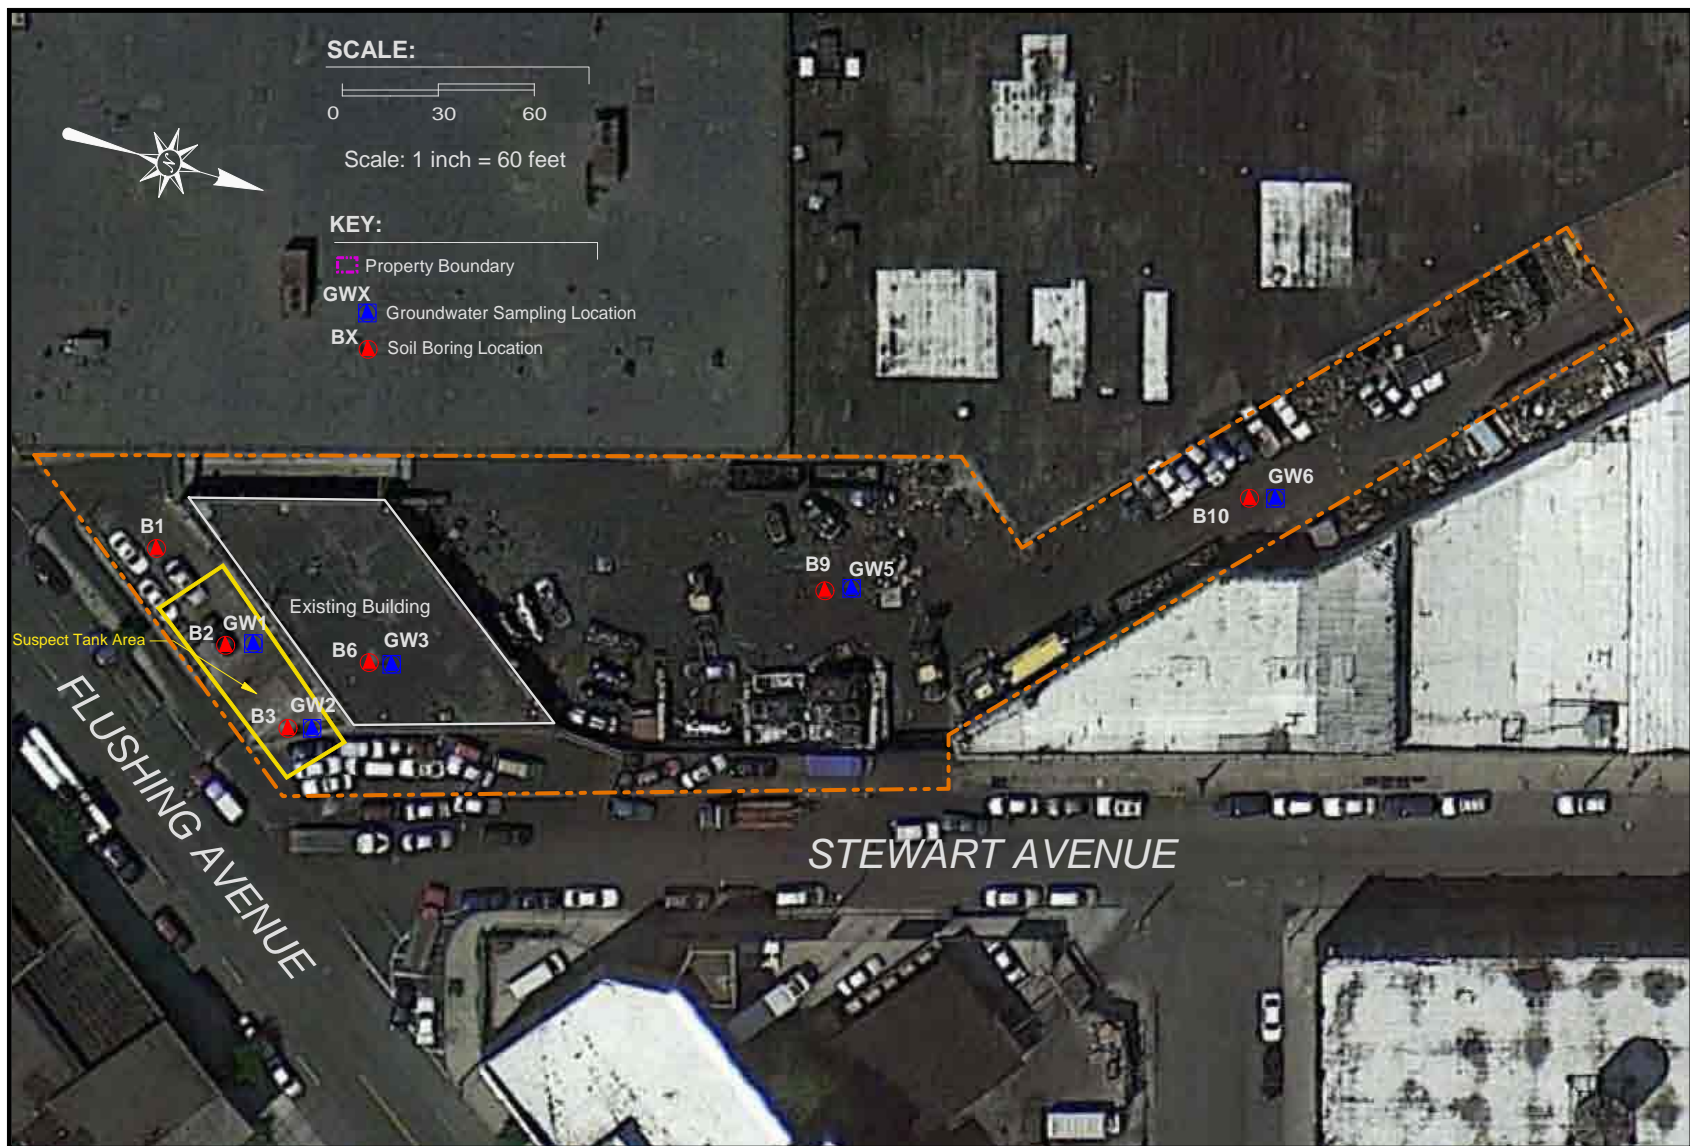 SCALE:
0 30 60
Scale: 1 inch = 60 feet
N
KEY:
Property Boundary
GWX
Groundwater Sampling Location
BX
Soil Boring Location
B1
B2 GW1
Suspect Tank Area
B3 GW2
Existing Building
B6 GW3
B9 GW5
GW6
B10
FLUSHING AVENUE
STEWART AVENUE